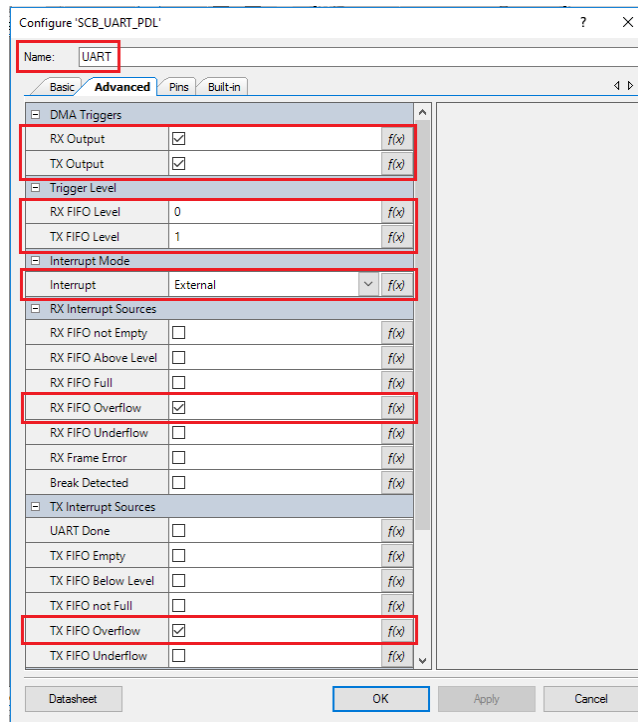 Configure 'SCB_UART_PDL' ? X
Name: UART
Basic Advanced Pins Built-in
DMA Triggers
RX Output f(x)
TX Output f(x)
Trigger Level
RX FIFO Level 0 f(x)
TX FIFO Level 1 f(x)
Interrupt Mode
Interrupt External f(x)
RX Interrupt Sources
RX FIFO not Empty f(x)
RX FIFO Above Level f(x)
RX FIFO Full f(x)
RX FIFO Overflow f(x)
RX FIFO Underflow f(x)
RX Frame Error f(x)
Break Detected f(x)
TX Interrupt Sources
UART Done f(x)
TX FIFO Empty f(x)
TX FIFO Below Level f(x)
TX FIFO not Full f(x)
TX FIFO Overflow f(x)
TX FIFO Underflow f(x)
Datasheet OK Apply Cancel